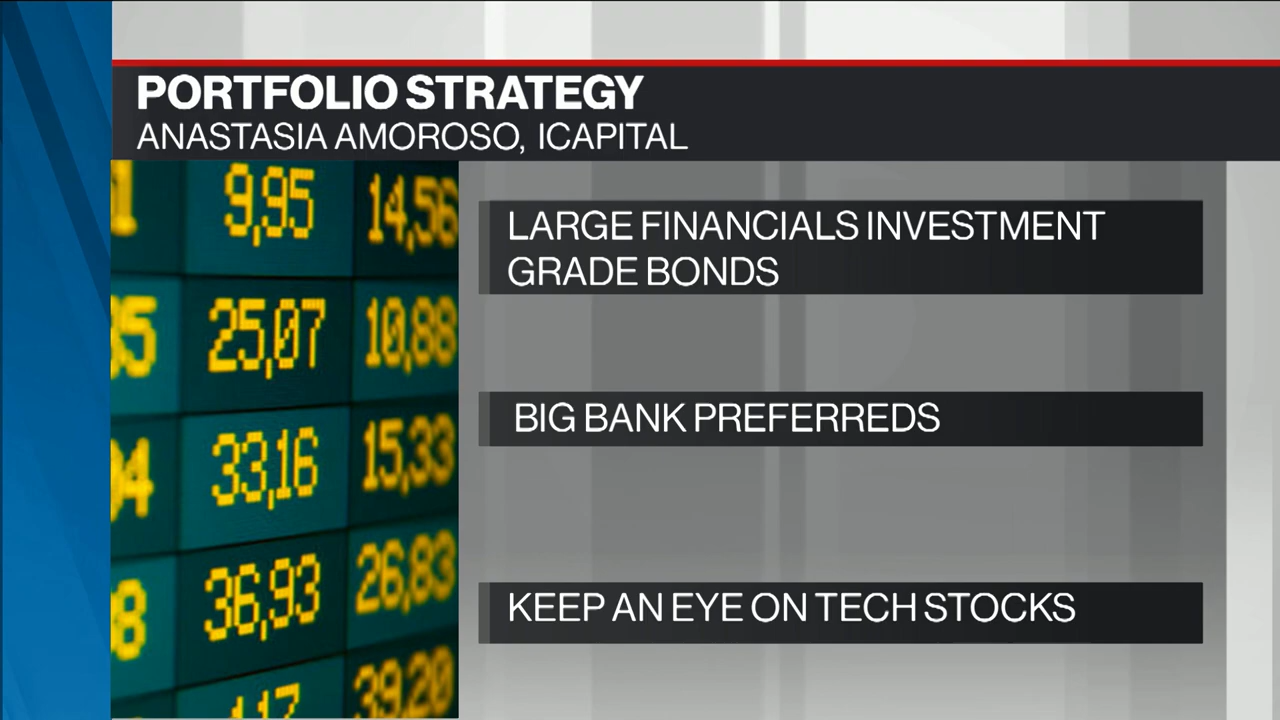 PORTFOLIO STRATEGY
ANASTASIA AMOROSO, ICAPITAL
LARGE FINANCIALS INVESTMENT
GRADE BONDS
BIG BANK PREFERREDS
KEEP AN EYE ON TECH STOCKS
9,95 14,56
25,07 10,88
33,16 15,33
36,93 26,83
39,20